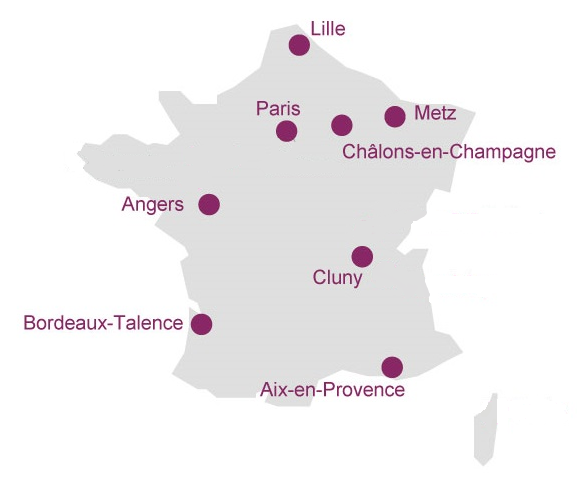 Lille
Paris
Metz
Châlons-en-Champagne
Angers
Cluny
Bordeaux-Talence
Aix-en-Provence